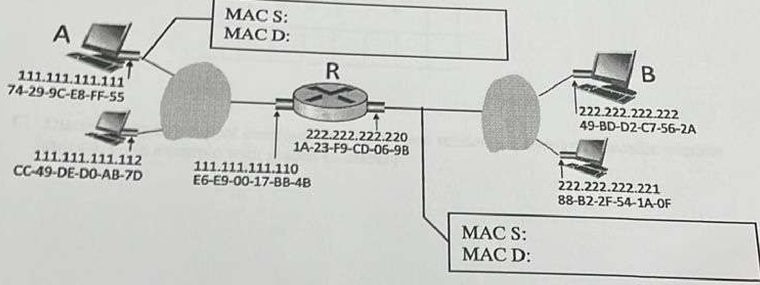 MAC S:
MAC D:
A
111.111.111.111
74-29-9C-E8-FF-55
111.111.111.112
CC-49-DE-D0-AB-7D
R
222.222.222.220
1A-23-F9-CD-06-9B
111.111.111.110
E6-E9-00-17-BB-4B
B
222.222.222.222
49-BD-D2-C7-56-2A
222.222.222.221
88-B2-2F-54-1A-0F
MAC S:
MAC D: